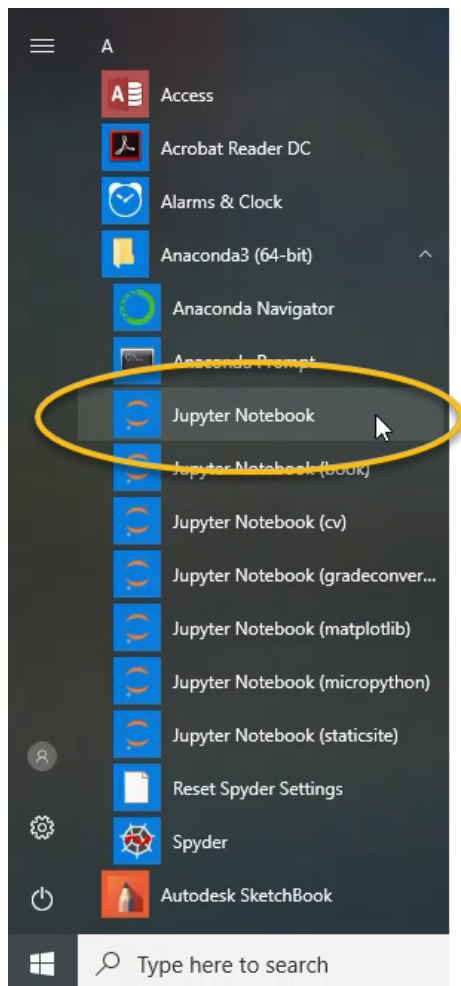 A
Access
Acrobat Reader DC
Alarms & Clock
Anaconda3 (64-bit)
Anaconda Navigator
Anaconda Prompt
Jupyter Notebook
Jupyter Notebook (book)
Jupyter Notebook (cv)
Jupyter Notebook (gradeconver...
Jupyter Notebook (matplotlib)
Jupyter Notebook (micropython)
Jupyter Notebook (staticsite)
Reset Spyder Settings
Spyder
Autodesk SketchBook
Type here to search